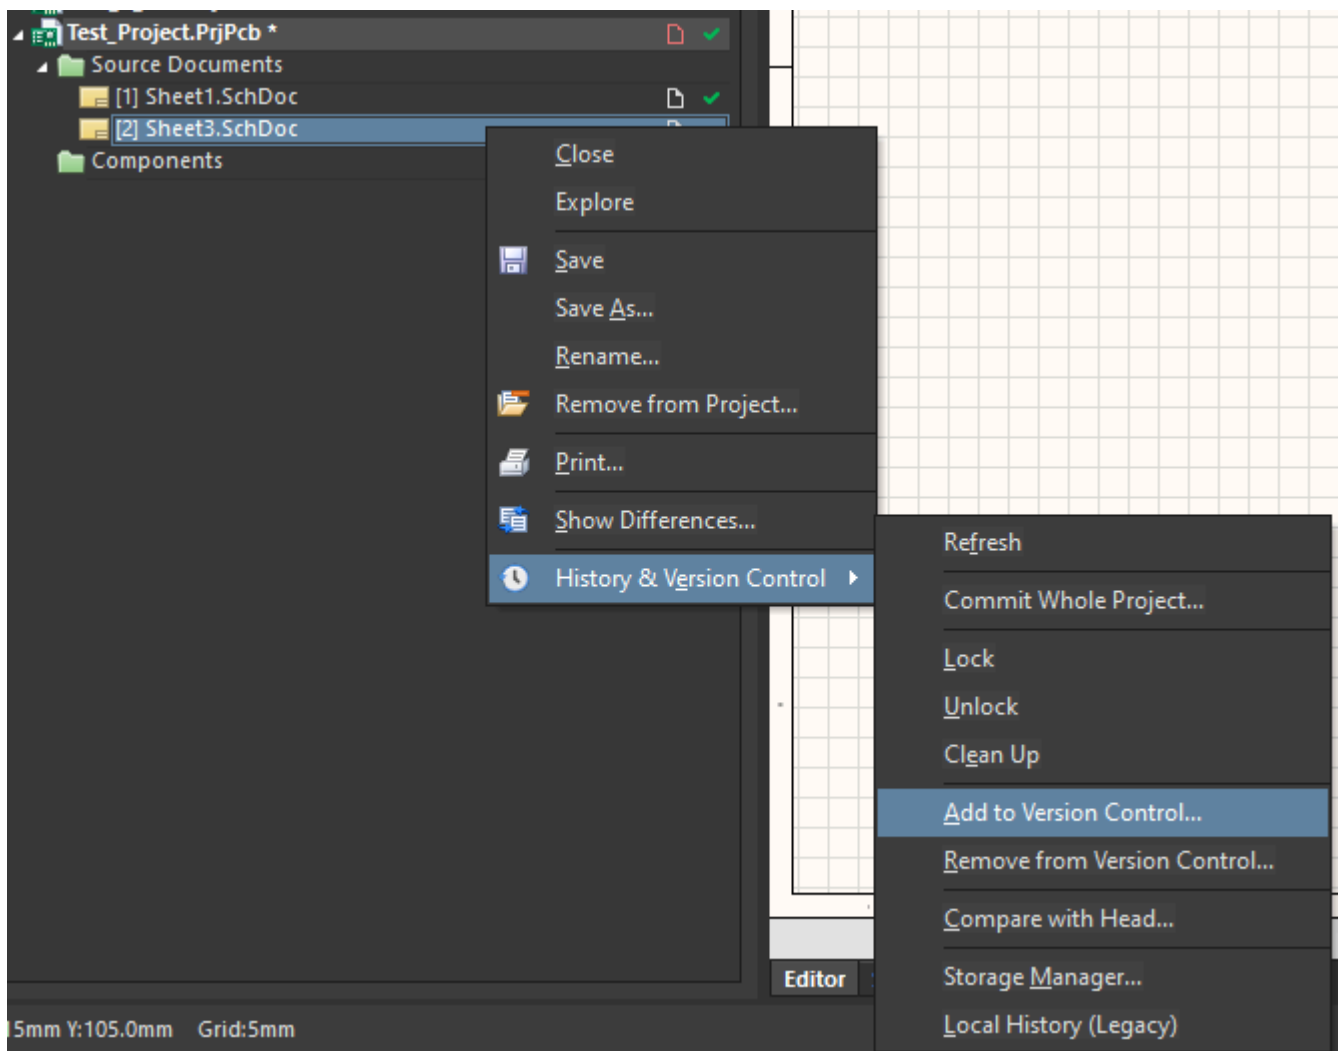 Test_Project.PrjPcb *
Source Documents
[1] Sheet1.SchDoc
[2] Sheet3.SchDoc
Components
Close
Explore
Save
Save As...
Rename...
Remove from Project...
Print...
Show Differences...
History & Version Control
Refresh
Commit Whole Project...
Lock
Unlock
Clean Up
Add to Version Control...
Remove from Version Control...
Compare with Head...
Storage Manager...
Local History (Legacy)
Editor
15mm Y:105.0mm Grid:5mm